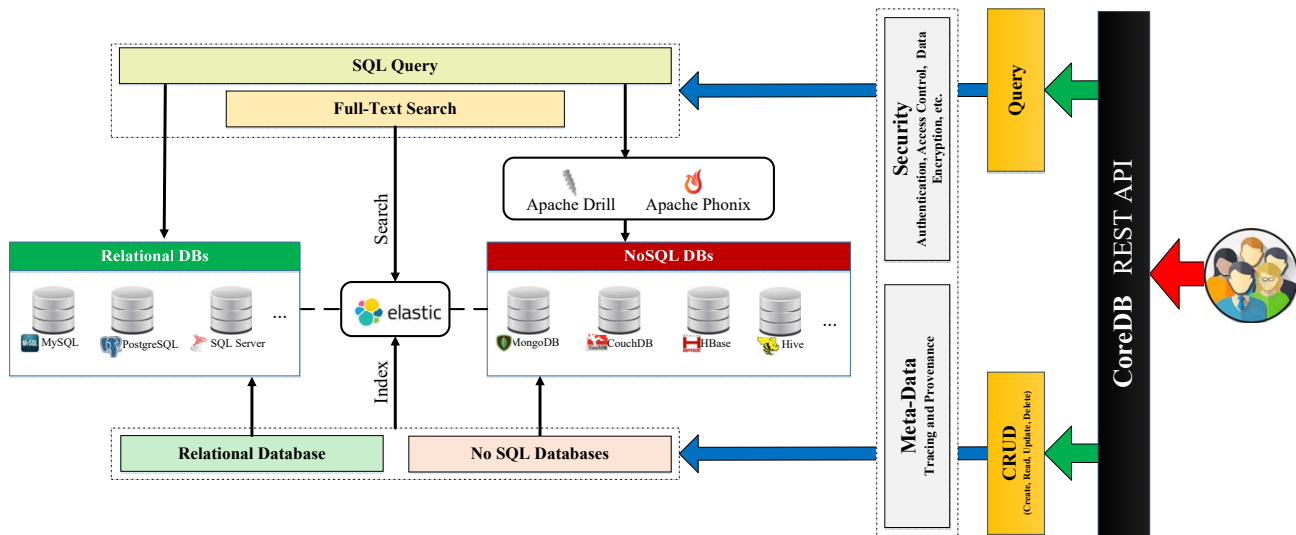 SQL Query
Full-Text Search
Search
Apache Drill
Apache Phonix
Relational DBs
MySQL
MySQL
PostgreSQL
SQL Server
...
elastic
NoSQL DBs
MongoDB
CouchDB
CouchDB
HBase
Hive
...
Index
Relational Database
No SQL Databases
Security
Authentication, Access Control, Data
Encryption, etc.
Meta-Data
Tracing and Provenance
Query
CRUD
(Create, Read, Update, Delete)
CoreDB REST API